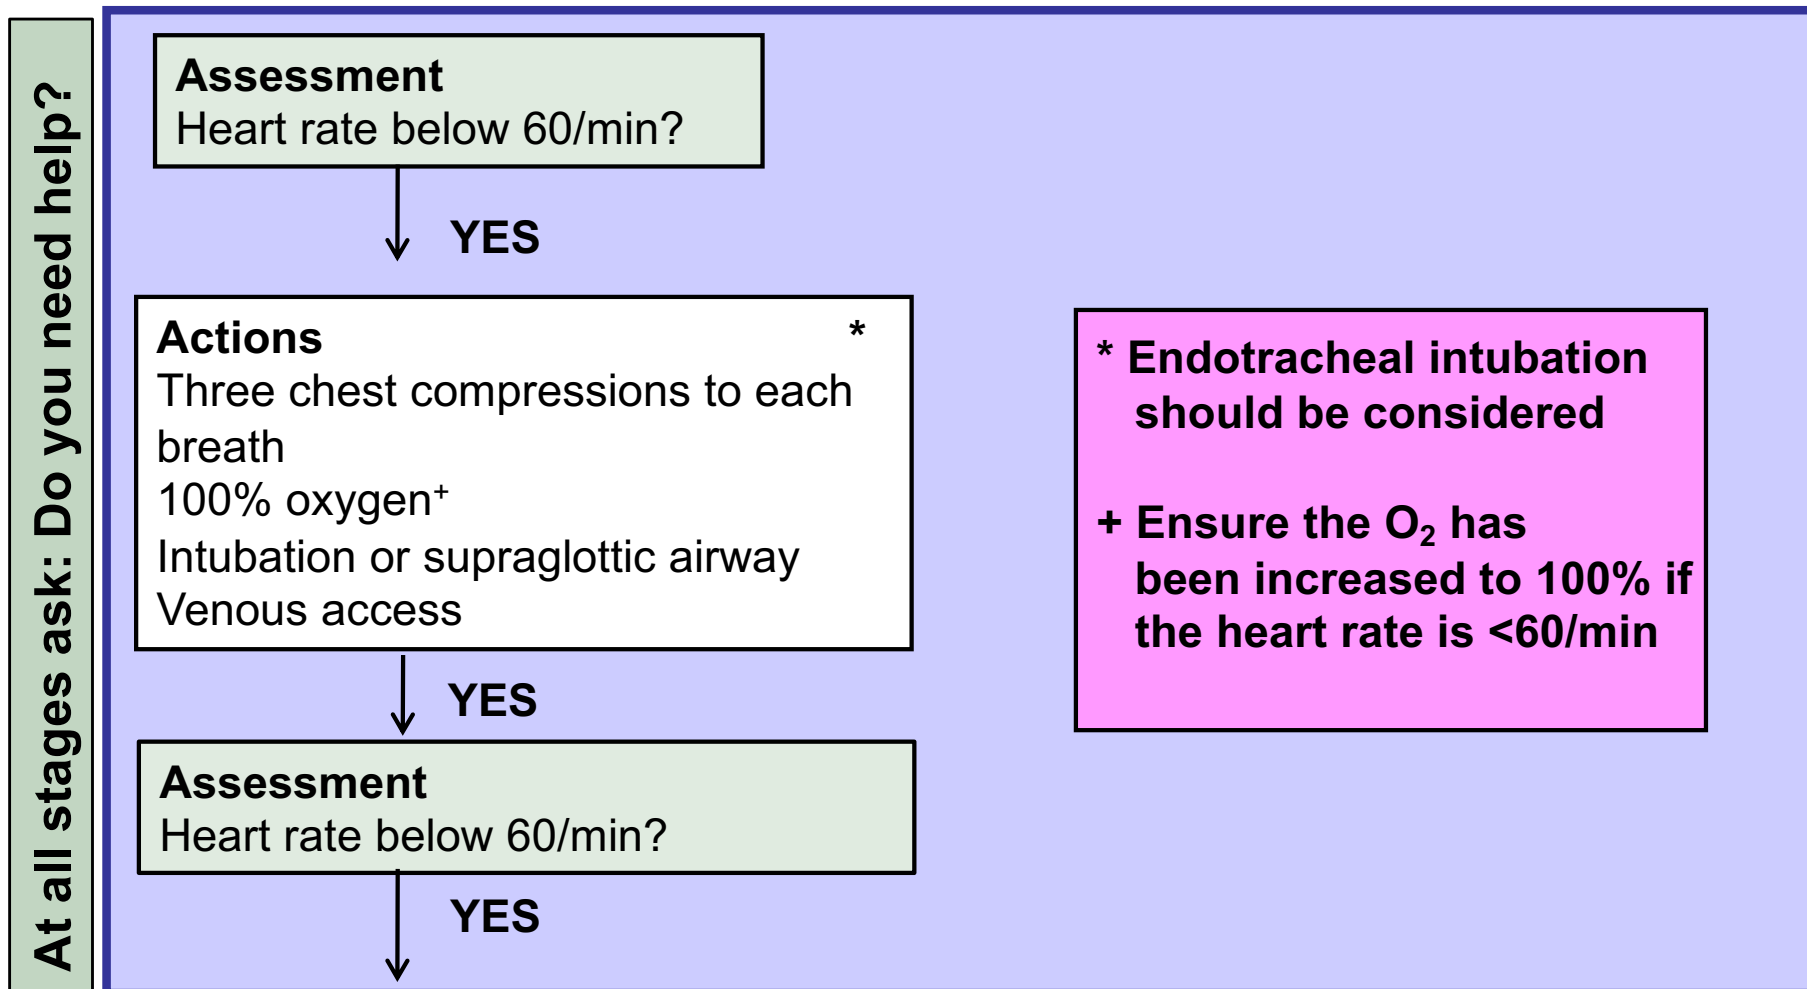 At all stages ask: Do you need help?
Assessment
Heart rate below 60/min?
YES
Actions *
Three chest compressions to each
breath
100% oxygen⁺
Intubation or supraglottic airway
Venous access
YES
Assessment
Heart rate below 60/min?
YES
* Endotracheal intubation
should be considered
+ Ensure the O₂ has
been increased to 100% if
the heart rate is <60/min